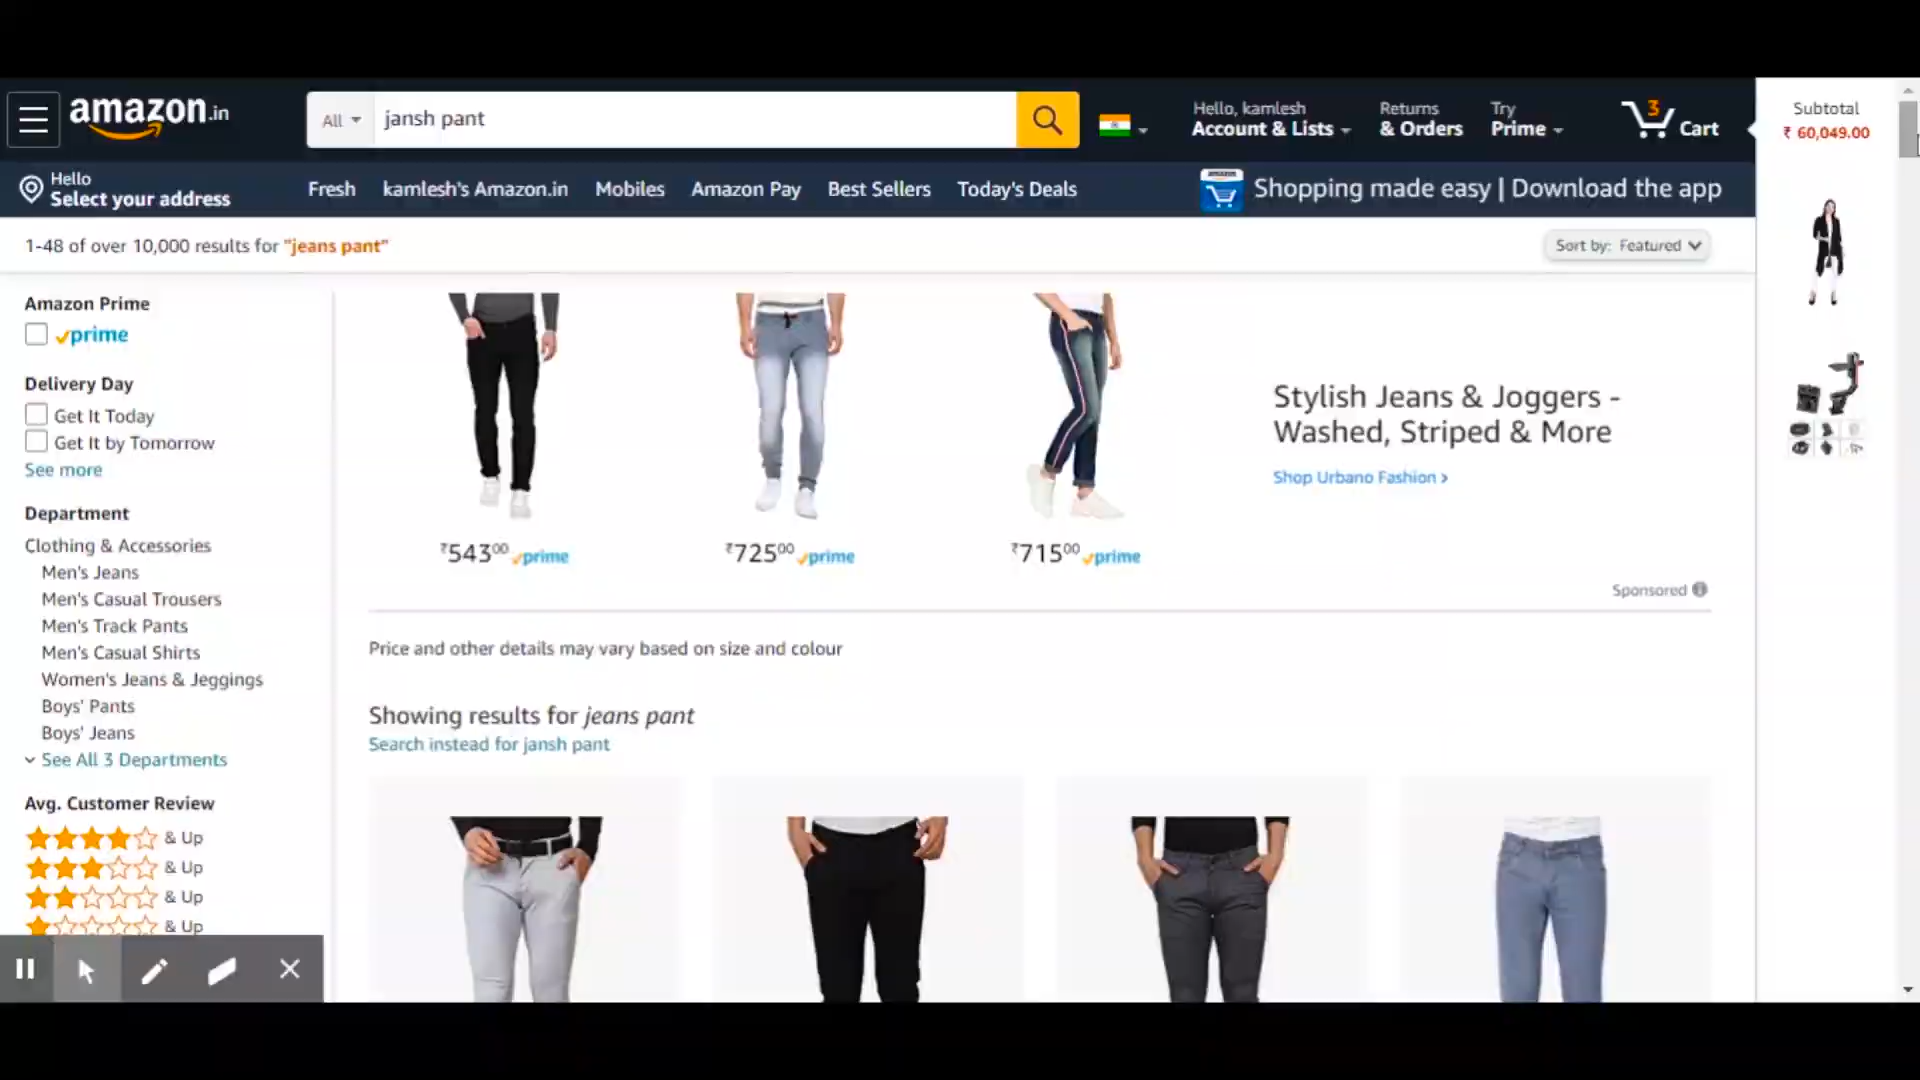 amazon.in
All
jansh pant
Hello, kamlesh
Account & Lists
Returns
& Orders
Try
Prime
3
Cart
Subtotal
₹ 60,049.00
Hello
Select your address
Fresh
kamlesh's Amazon.in
Mobiles
Amazon Pay
Best Sellers
Today's Deals
amazon
Shopping made easy | Download the app
1-48 of over 10,000 results for "jeans pant"
Sort by: Featured
Amazon Prime
prime
Delivery Day
Get It Today
Get It by Tomorrow
See more
Department
Clothing & Accessories
Men's Jeans
Men's Casual Trousers
Men's Track Pants
Men's Casual Shirts
Women's Jeans & Jeggings
Boys' Pants
Boys' Jeans
See All 3 Departments
Avg. Customer Review
& Up
& Up
& Up
& Up
₹54300 prime
₹72500 prime
₹71500 prime
Stylish Jeans & Joggers -
Washed, Striped & More
Shop Urbano Fashion ›
Sponsored
Price and other details may vary based on size and colour
Showing results for jeans pant
Search instead for jansh pant